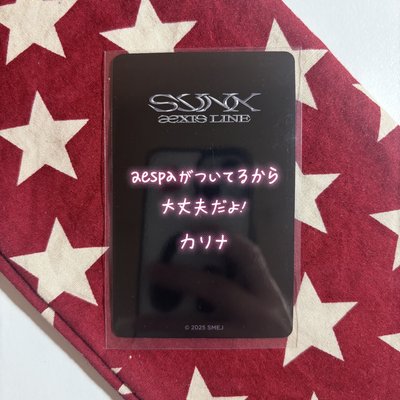 SYNK
æXIS LINE
aespaがついてるから
大丈夫だよ!
カリナ
© 2025 SMEJ